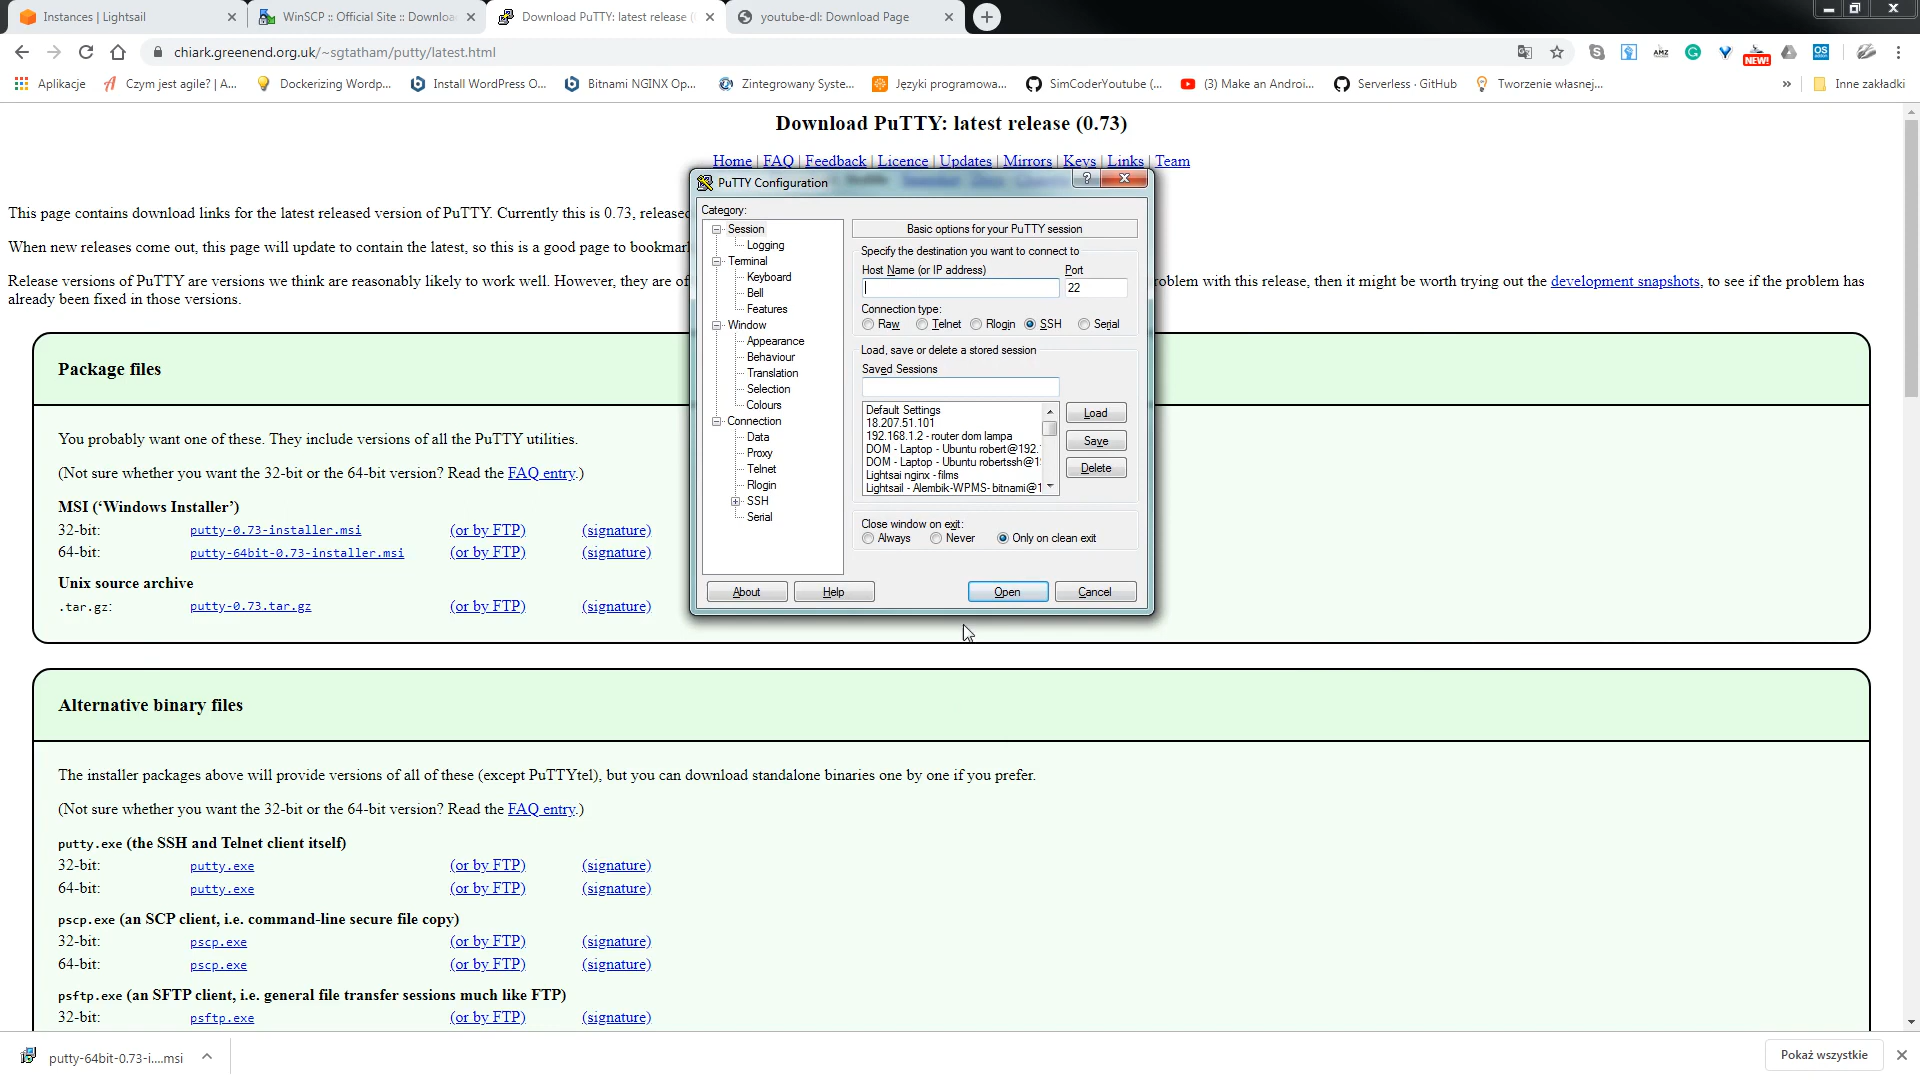 Instances | Lightsail
WinSCP :: Official Site :: Downloa
Download PuTTY: latest release (
youtube-dl: Download Page
chiark.greenend.org.uk/~sgtatham/putty/latest.html
NEW!
Aplikacje
Czym jest agile? | A...
Dockerizing Wordp...
Install WordPress O...
Bitnami NGINX Op...
Zintegrowany Syste...
Języki programowa...
SimCoderYoutube (...
(3) Make an Androi...
Serverless · GitHub
Tworzenie własnej...
»
Inne zakładki
Download PuTTY: latest release (0.73)
Home | FAQ | Feedback | Licence | Updates | Mirrors | Keys | Links | Team
This page contains download links for the latest released version of PuTTY. Currently this is 0.73, released
When new releases come out, this page will update to contain the latest, so this is a good page to bookmar
Release versions of PuTTY are versions we think are reasonably likely to work well. However, they are of
roblem with this release, then it might be worth trying out the development snapshots, to see if the problem has
already been fixed in those versions.
Package files
You probably want one of these. They include versions of all the PuTTY utilities.
(Not sure whether you want the 32-bit or the 64-bit version? Read the FAQ entry.)
MSI (‘Windows Installer’)
32-bit: putty-0.73-installer.msi (or by FTP) (signature)
64-bit: putty-64bit-0.73-installer.msi (or by FTP) (signature)
Unix source archive
.tar.gz: putty-0.73.tar.gz (or by FTP) (signature)
PuTTY Configuration
?
Category:
Session
Logging
Terminal
Keyboard
Bell
Features
Window
Appearance
Behaviour
Translation
Selection
Colours
Connection
Data
Proxy
Telnet
Rlogin
SSH
Serial
Basic options for your PuTTY session
Specify the destination you want to connect to
Host Name (or IP address) Port
22
Connection type:
Raw Telnet Rlogin SSH Serial
Load, save or delete a stored session
Saved Sessions
Default Settings
18.207.51.101
192.168.1.2 - router dom lampa
DOM - Laptop - Ubuntu robert@192.
DOM - Laptop - Ubuntu robertssh@1
Lightsai nginx - films
Lightsail - Alembik-WPMS- bitnami@1
Load
Save
Delete
Close window on exit:
Always Never Only on clean exit
About Help Open Cancel
Alternative binary files
The installer packages above will provide versions of all of these (except PuTTYtel), but you can download standalone binaries one by one if you prefer.
(Not sure whether you want the 32-bit or the 64-bit version? Read the FAQ entry.)
putty.exe (the SSH and Telnet client itself)
32-bit: putty.exe (or by FTP) (signature)
64-bit: putty.exe (or by FTP) (signature)
pscp.exe (an SCP client, i.e. command-line secure file copy)
32-bit: pscp.exe (or by FTP) (signature)
64-bit: pscp.exe (or by FTP) (signature)
psftp.exe (an SFTP client, i.e. general file transfer sessions much like FTP)
32-bit: psftp.exe (or by FTP) (signature)
putty-64bit-0.73-i....msi
Pokaż wszystkie